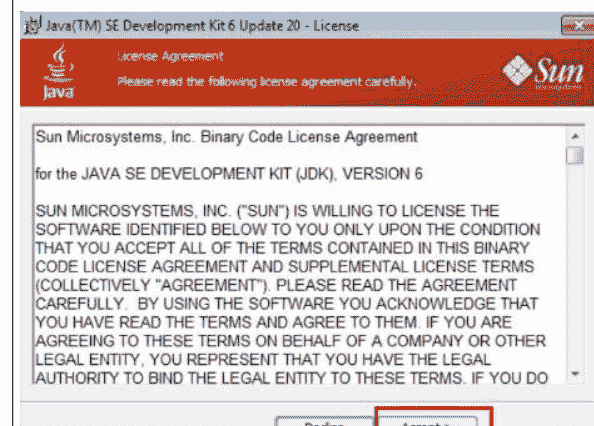 Java(TM) SE Development Kit 6 Update 20 - License
License Agreement
Please read the following license agreement carefully.
Java
Sun
microsystems
Sun Microsystems, Inc. Binary Code License Agreement
for the JAVA SE DEVELOPMENT KIT (JDK), VERSION 6
SUN MICROSYSTEMS, INC. ("SUN") IS WILLING TO LICENSE THE
SOFTWARE IDENTIFIED BELOW TO YOU ONLY UPON THE CONDITION
THAT YOU ACCEPT ALL OF THE TERMS CONTAINED IN THIS BINARY
CODE LICENSE AGREEMENT AND SUPPLEMENTAL LICENSE TERMS
(COLLECTIVELY "AGREEMENT"). PLEASE READ THE AGREEMENT
CAREFULLY. BY USING THE SOFTWARE YOU ACKNOWLEDGE THAT
YOU HAVE READ THE TERMS AND AGREE TO THEM. IF YOU ARE
AGREEING TO THESE TERMS ON BEHALF OF A COMPANY OR OTHER
LEGAL ENTITY, YOU REPRESENT THAT YOU HAVE THE LEGAL
AUTHORITY TO BIND THE LEGAL ENTITY TO THESE TERMS. IF YOU DO
Decline
Accept >